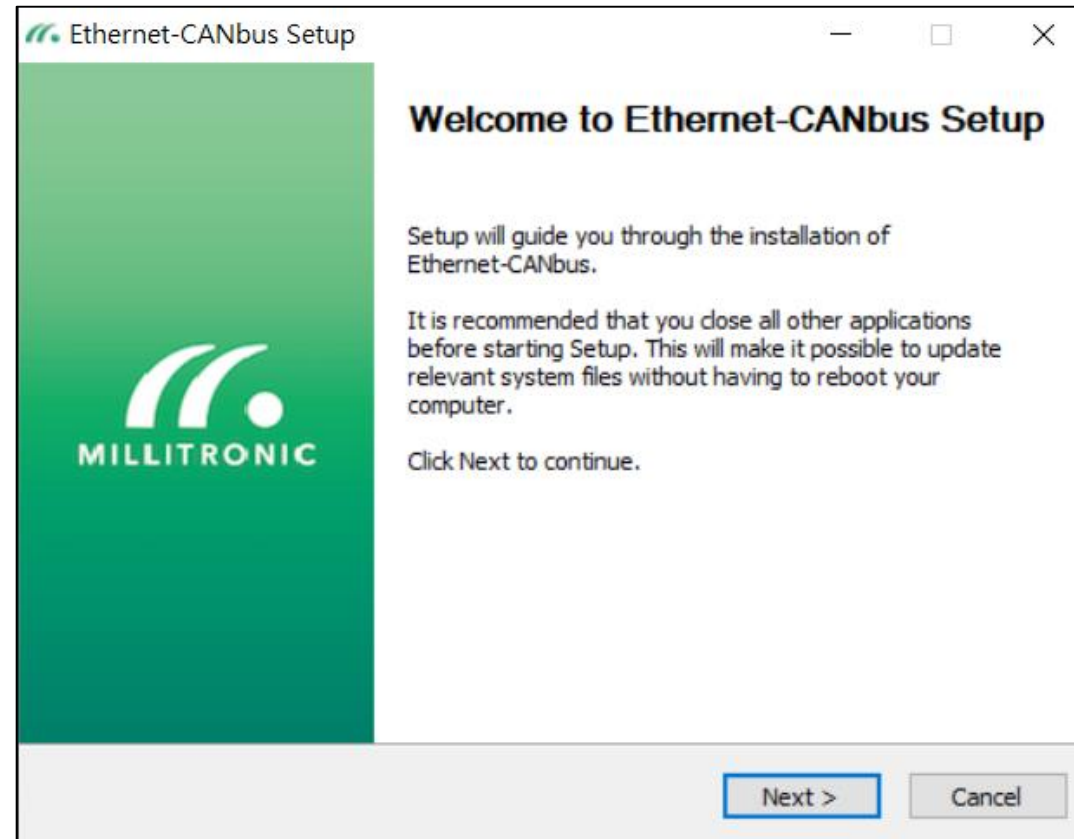 Ethernet-CANbus Setup
Welcome to Ethernet-CANbus Setup
Setup will guide you through the installation of
Ethernet-CANbus.
It is recommended that you close all other applications
before starting Setup. This will make it possible to update
relevant system files without having to reboot your
computer.
Click Next to continue.
MILLITRONIC
Next >
Cancel